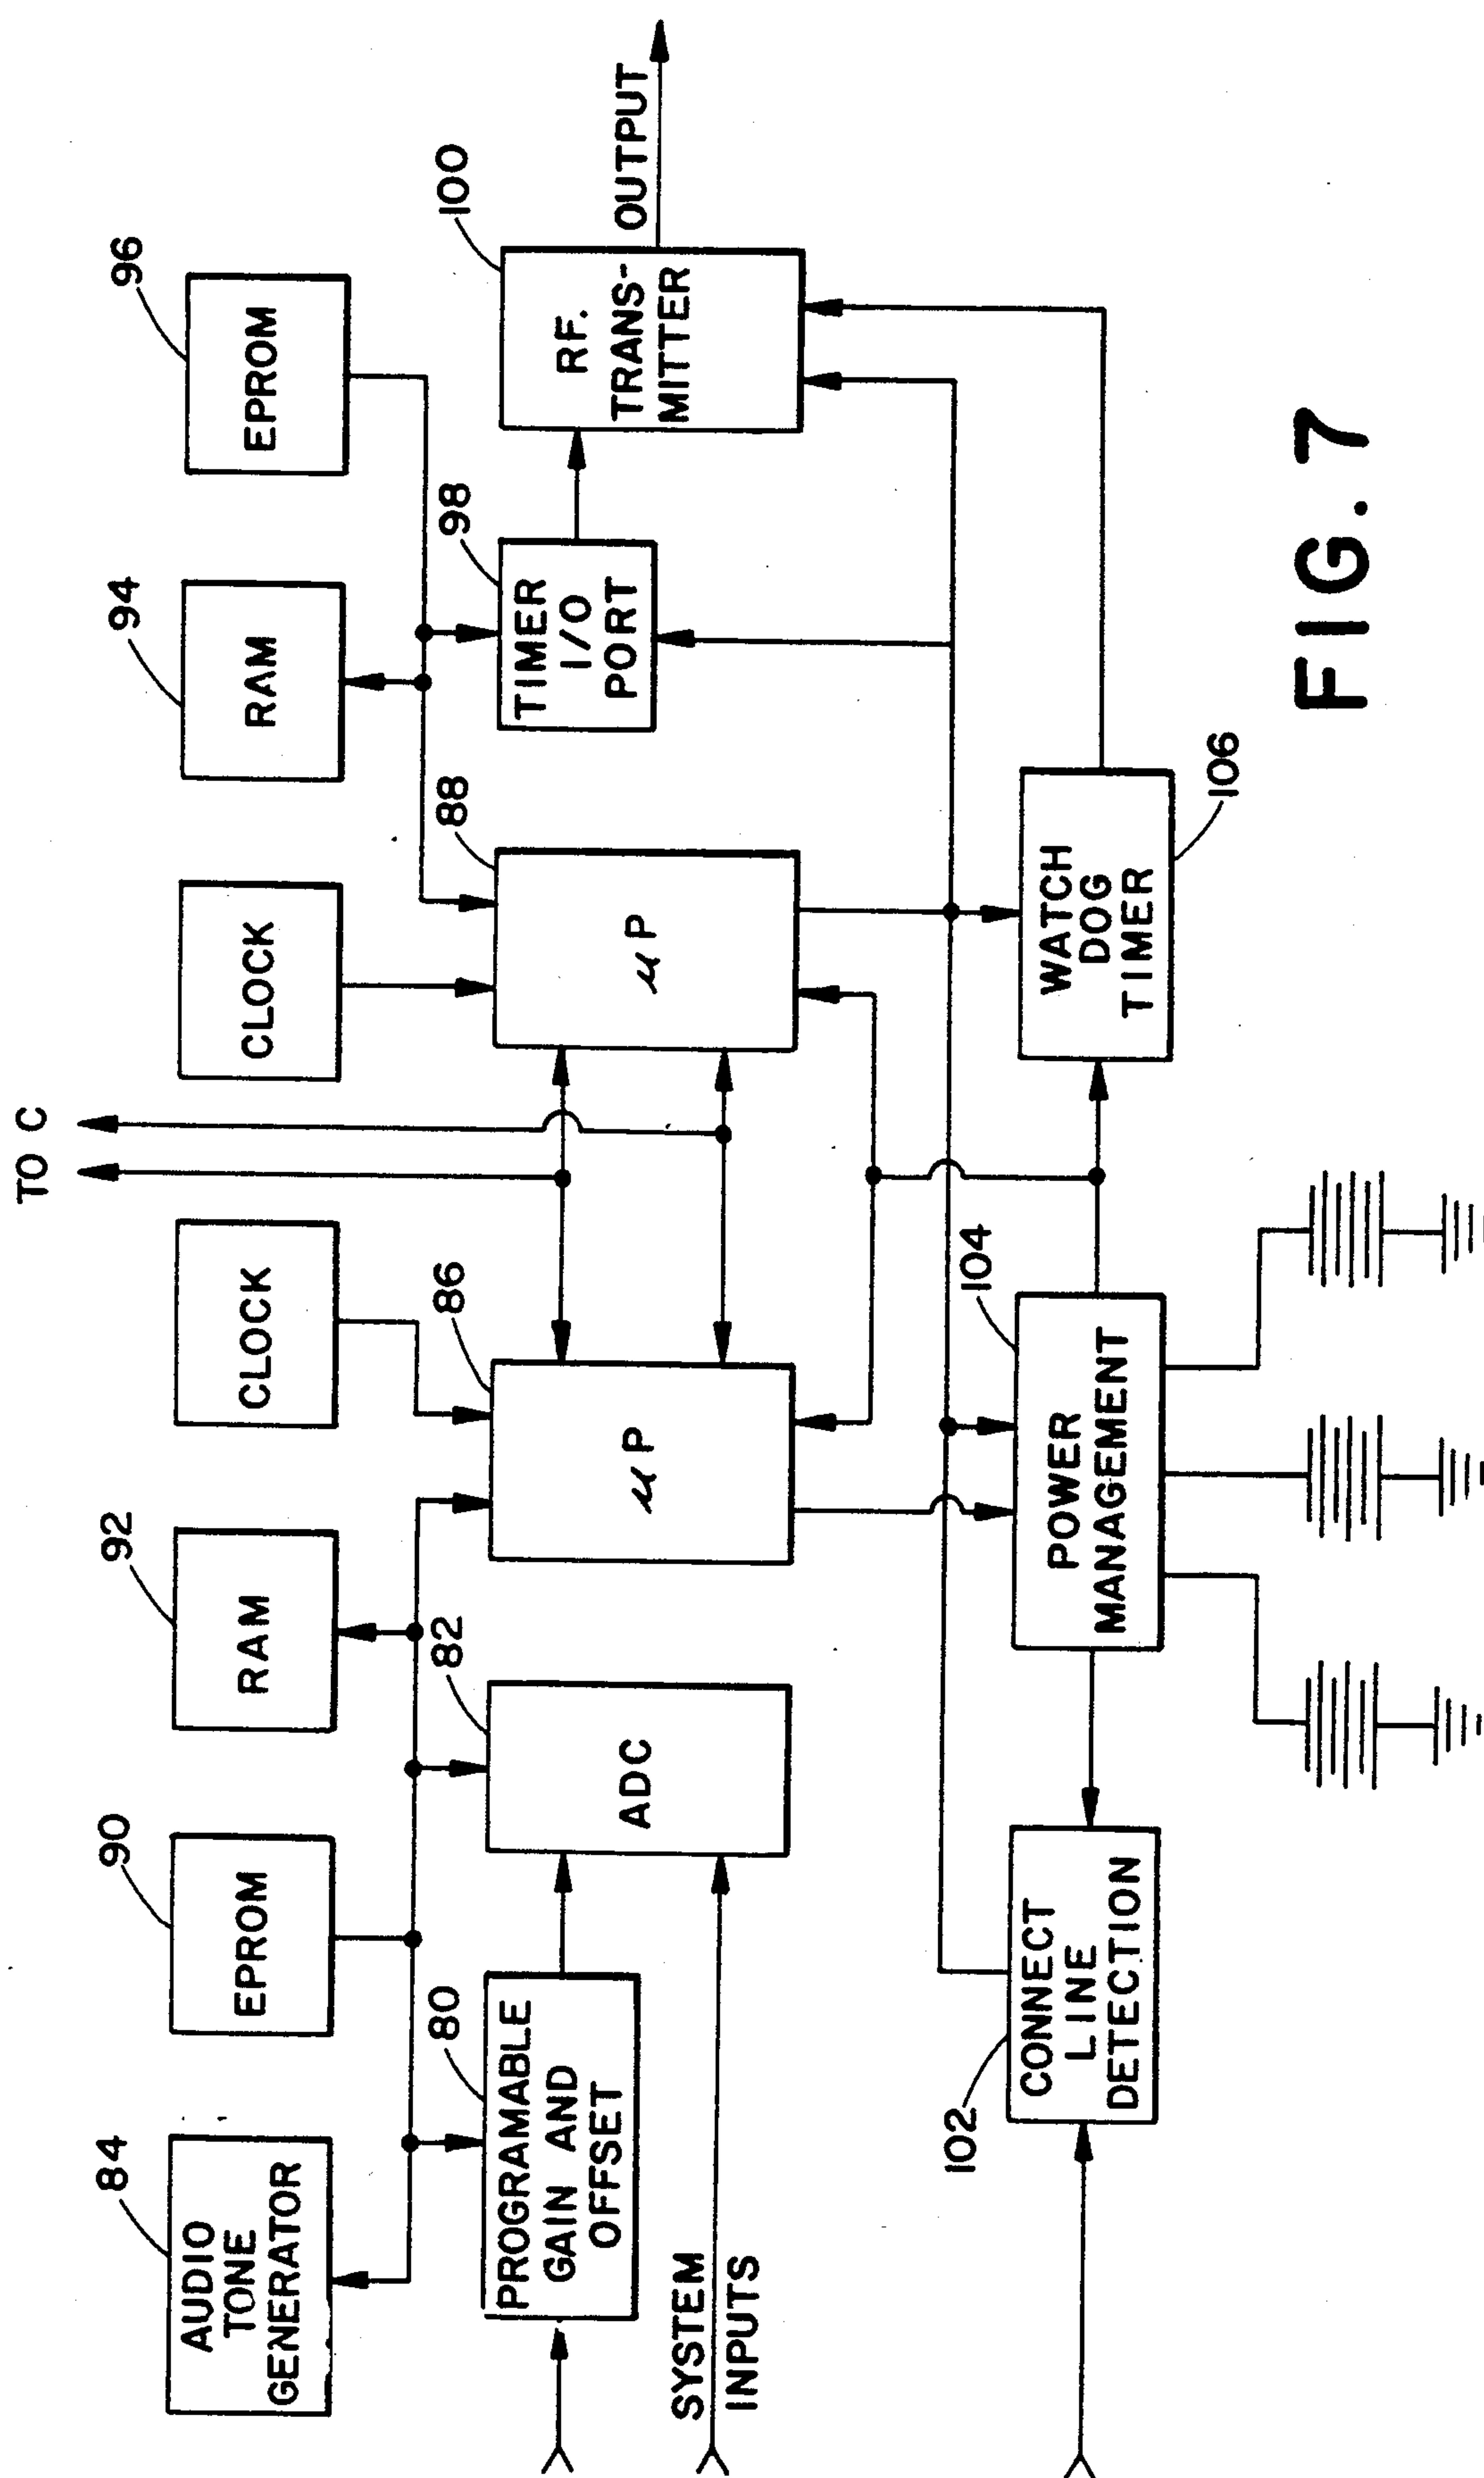 TO C
84
90
92
94
96
AUDIO
TONE
GENERATOR
EPROM
RAM
CLOCK
CLOCK
RAM
EPROM
80
82
86
88
98
100
PROGRAMABLE
GAIN AND
OFFSET
ADC
μP
μP
TIMER
I/O
PORT
RF.
TRANS-
MITTER
OUTPUT
SYSTEM
INPUTS
102
104
CONNECT
LINE
DETECTION
POWER
MANAGEMENT
WATCH
DOG
TIMER
106
FIG. 7